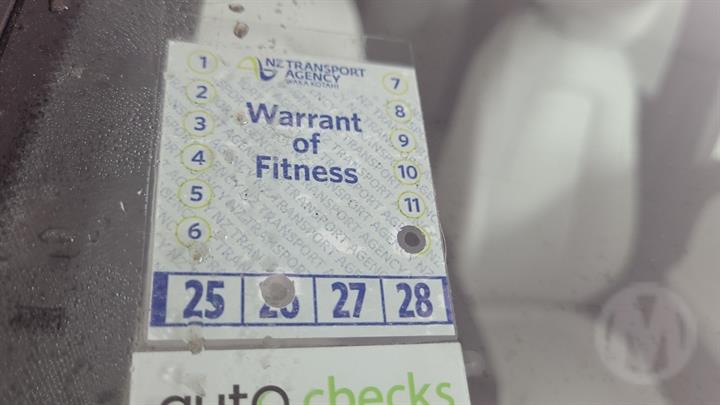 1
NZ TRANSPORT
AGENCY
WAKA KOTAHI
7
2
8
Warrant
of
Fitness
3
9
4
10
5
11
6
25
27
28
auto checks
M